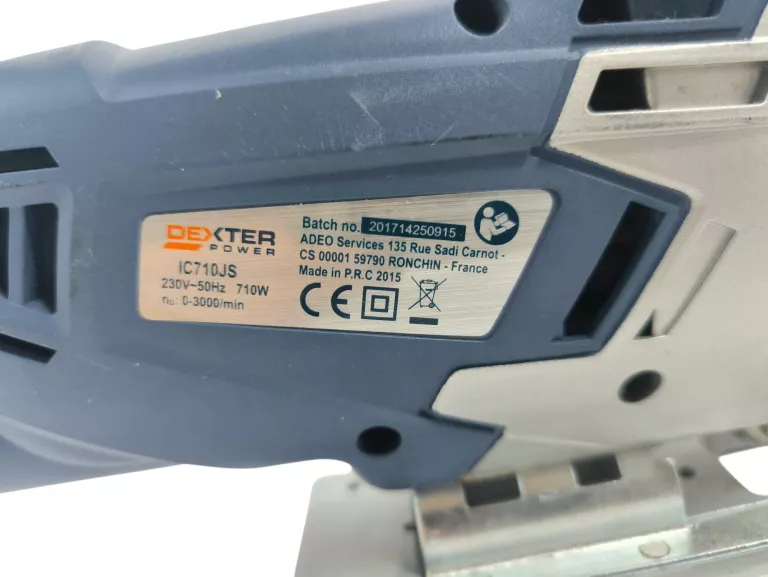 DEXTER
POWER
IC710JS
230V~50Hz 710W
n₀: 0-3000/min
Batch no. 201714250915
ADEO Services 135 Rue Sadi Carnot -
CS 00001 59790 RONCHIN - France
Made in P.R.C 2015
CE